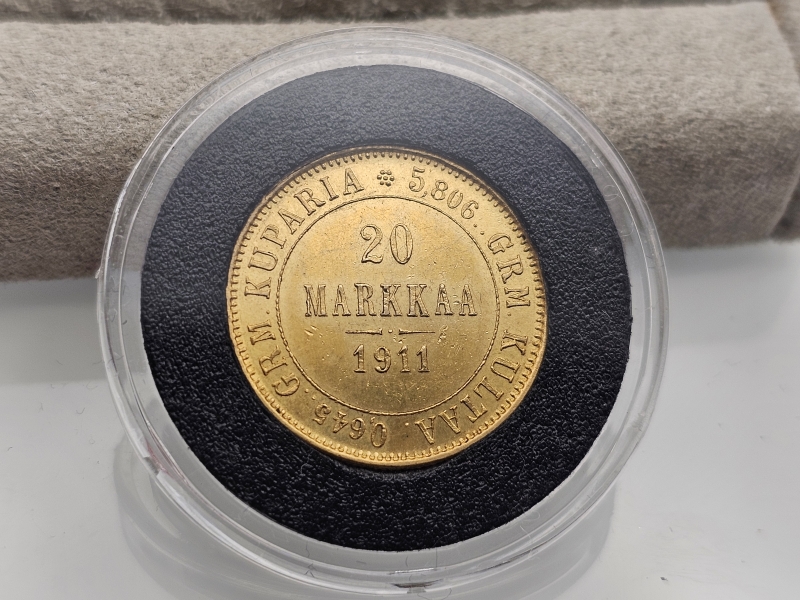 20
MARKKAA
1911
5,806.. GRM KULTAA. 0,645.. GRM. KUPARIA